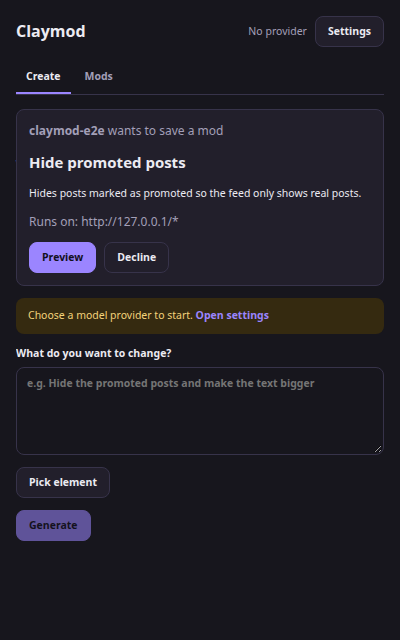 Claymod
No provider
Settings
Create
Mods
claymod-e2e wants to save a mod
Hide promoted posts
Hides posts marked as promoted so the feed only shows real posts.
Runs on: http://127.0.0.1/*
Preview
Decline
Choose a model provider to start. Open settings
What do you want to change?
e.g. Hide the promoted posts and make the text bigger
Pick element
Generate